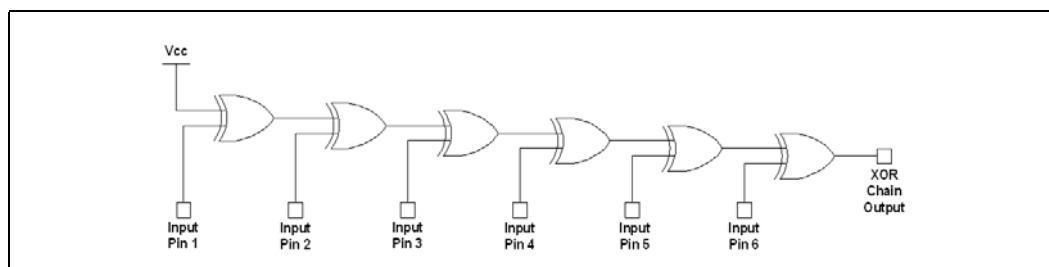 Vcc
XOR
Chain
Output
Input
Pin 1
Input
Pin 2
Input
Pin 3
Input
Pin 4
Input
Pin 5
Input
Pin 6